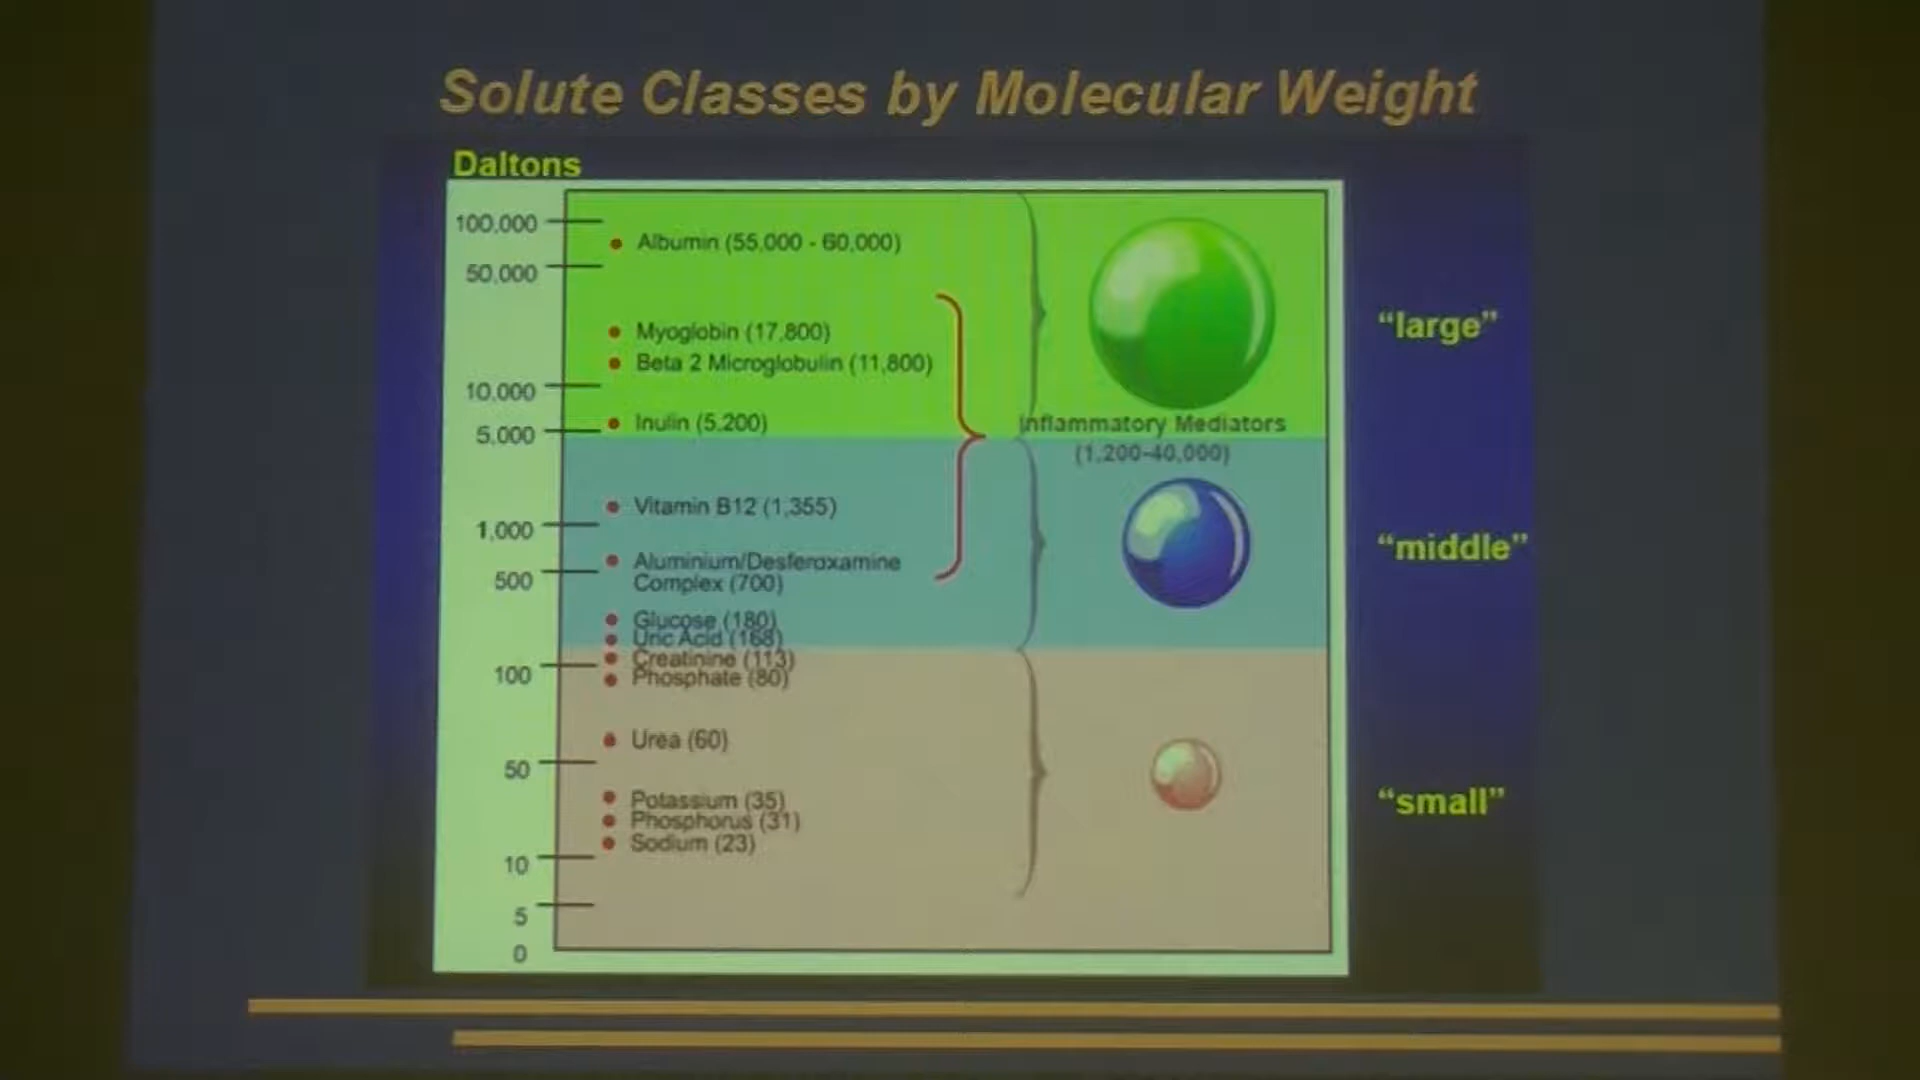 Solute Classes by Molecular Weight
Daltons
100,000
Albumin (55,000 - 60,000)
50,000
"large"
Myoglobin (17,800)
Beta 2 Microglobulin (11,800)
10,000
Inulin (5,200)
5,000
Inflammatory Mediators
(1,200-40,000)
Vitamin B12 (1,355)
1,000
"middle"
Aluminium/Desferoxamine
Complex (700)
500
Glucose (180)
Uric Acid (168)
Creatinine (113)
100
Phosphate (80)
Urea (60)
50
Potassium (35)
"small"
Phosphorus (31)
Sodium (23)
10
5
0